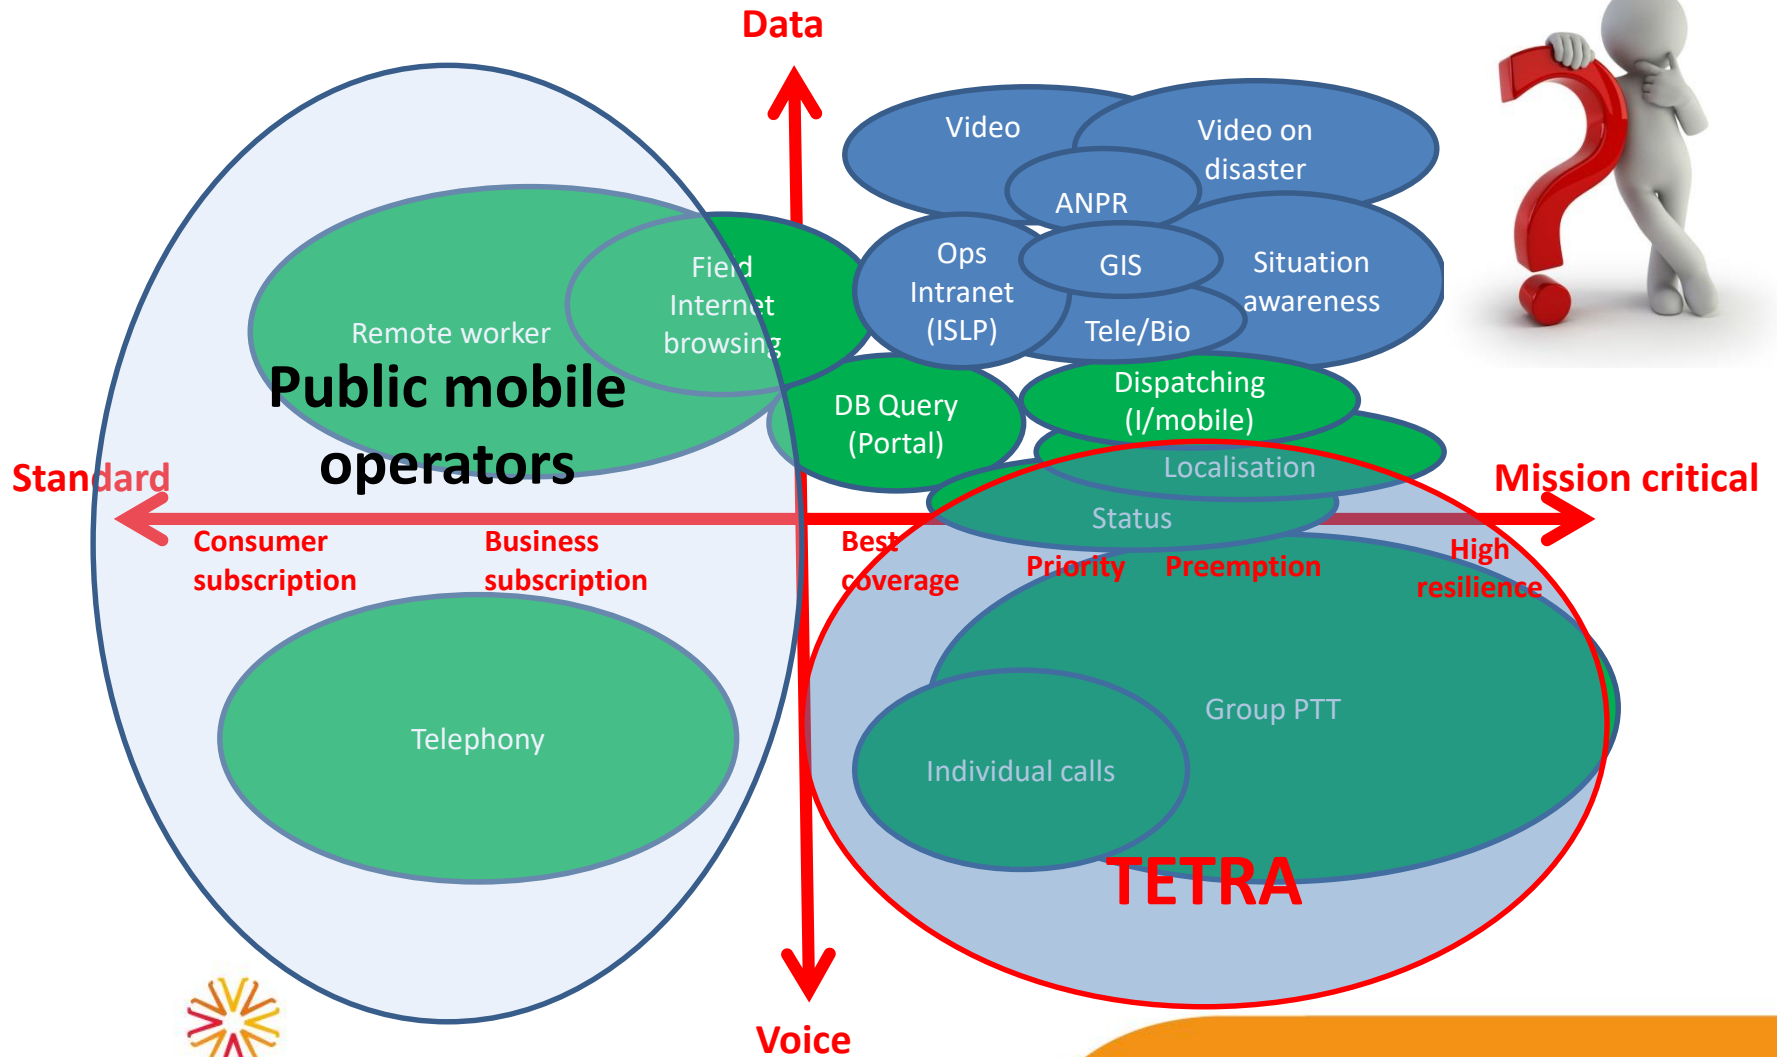 Data
Video
Video on
disaster
ANPR
Field
Internet
browsing
Ops
Intranet
(ISLP)
GIS
Situation
awareness
Remote worker
Tele/Bio
Public mobile
operators
DB Query
(Portal)
Dispatching
(I/mobile)
Localisation
Standard
Mission critical
Status
Consumer
subscription
Business
subscription
Best
coverage
Priority
Preemption
High
resilience
Telephony
Group PTT
Individual calls
TETRA
Voice